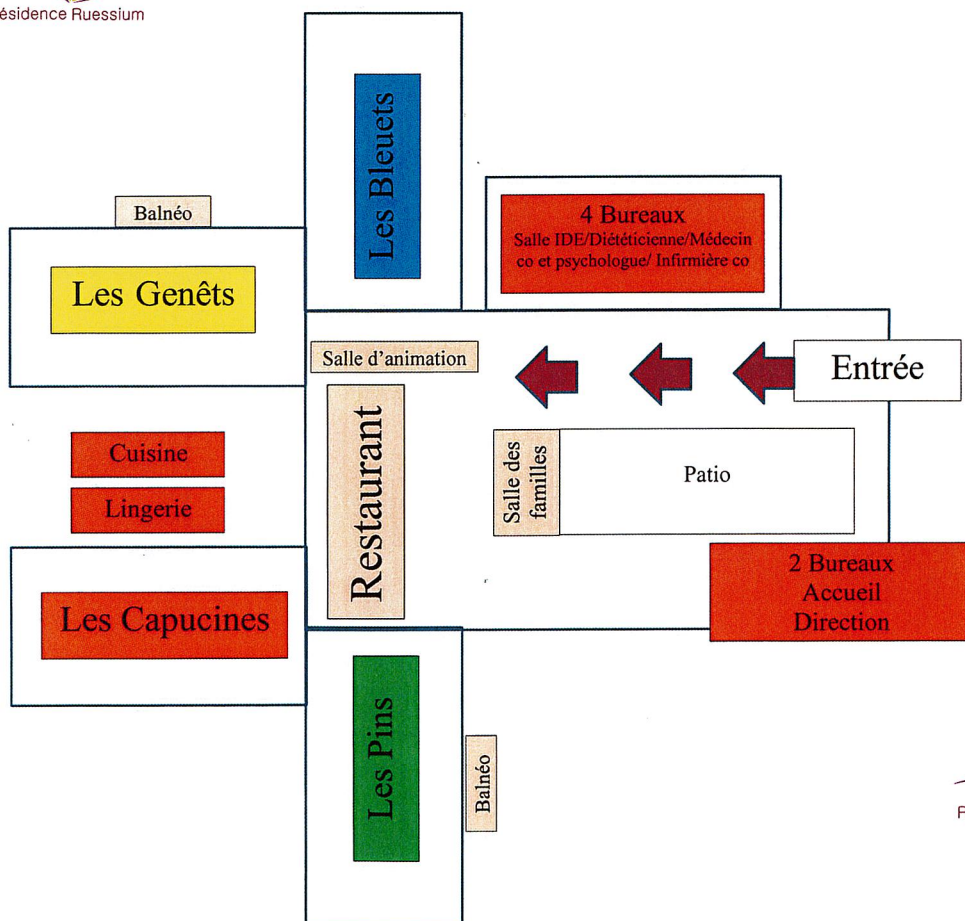 ésidence Ruessium
Les Bleuets
Balnéo
4 Bureaux
Salle IDE/Diététicienne/Médecin
co et psychologue/ Infirmière co
Les Genêts
Salle d'animation
Entrée
Restaurant
Cuisine
Lingerie
Salle des
familles
Patio
2 Bureaux
Accueil
Direction
Les Capucines
Les Pins
Balnéo
P